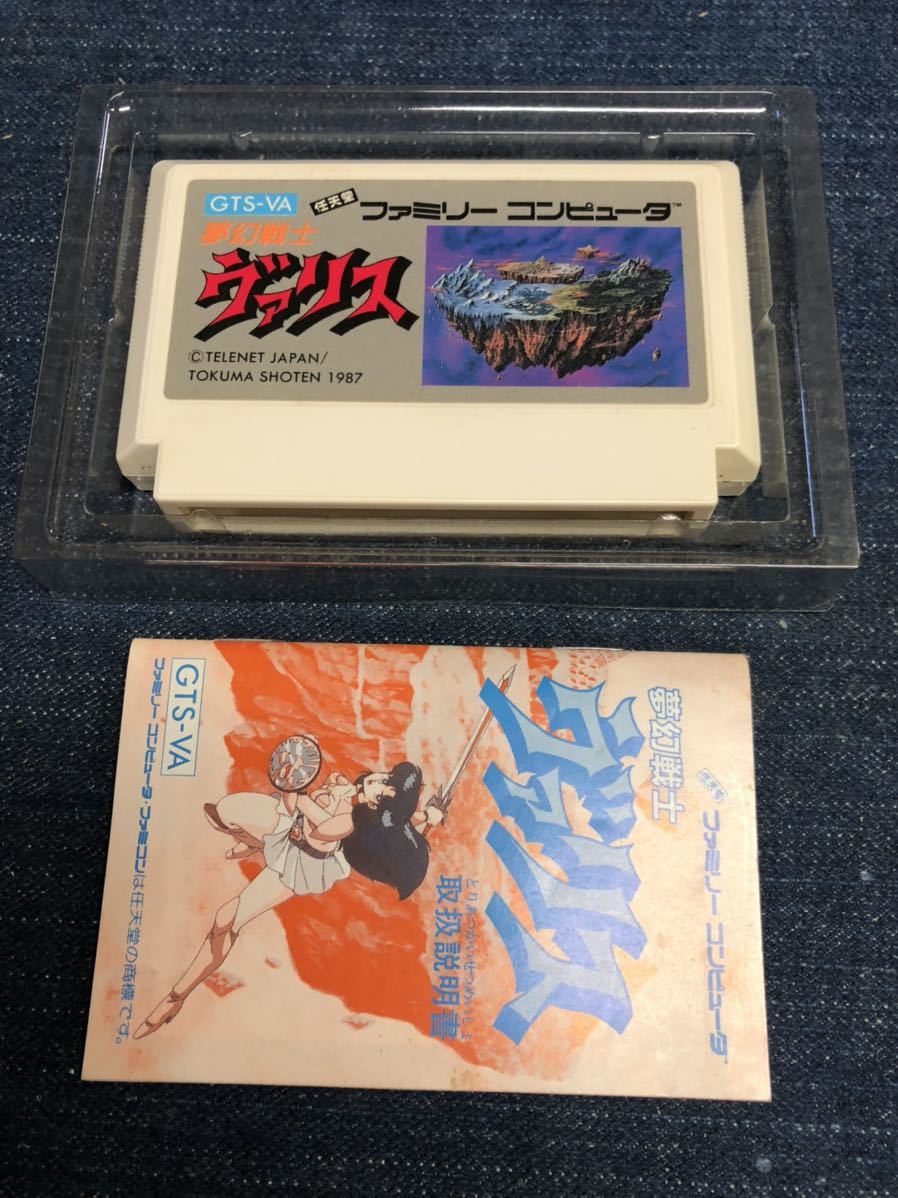 GTS-VA
任天堂
ファミリー コンピュータ™
夢幻戦士
ヴァリス
©TELENET JAPAN/
TOKUMA SHOTEN 1987
任天堂
ファミリー コンピュータ™
夢幻戦士
ヴァリス
とりあつかいせつめいしょ
取扱説明書
GTS-VA
ファミリーコンピュータ・ファミコンは任天堂の商標です。